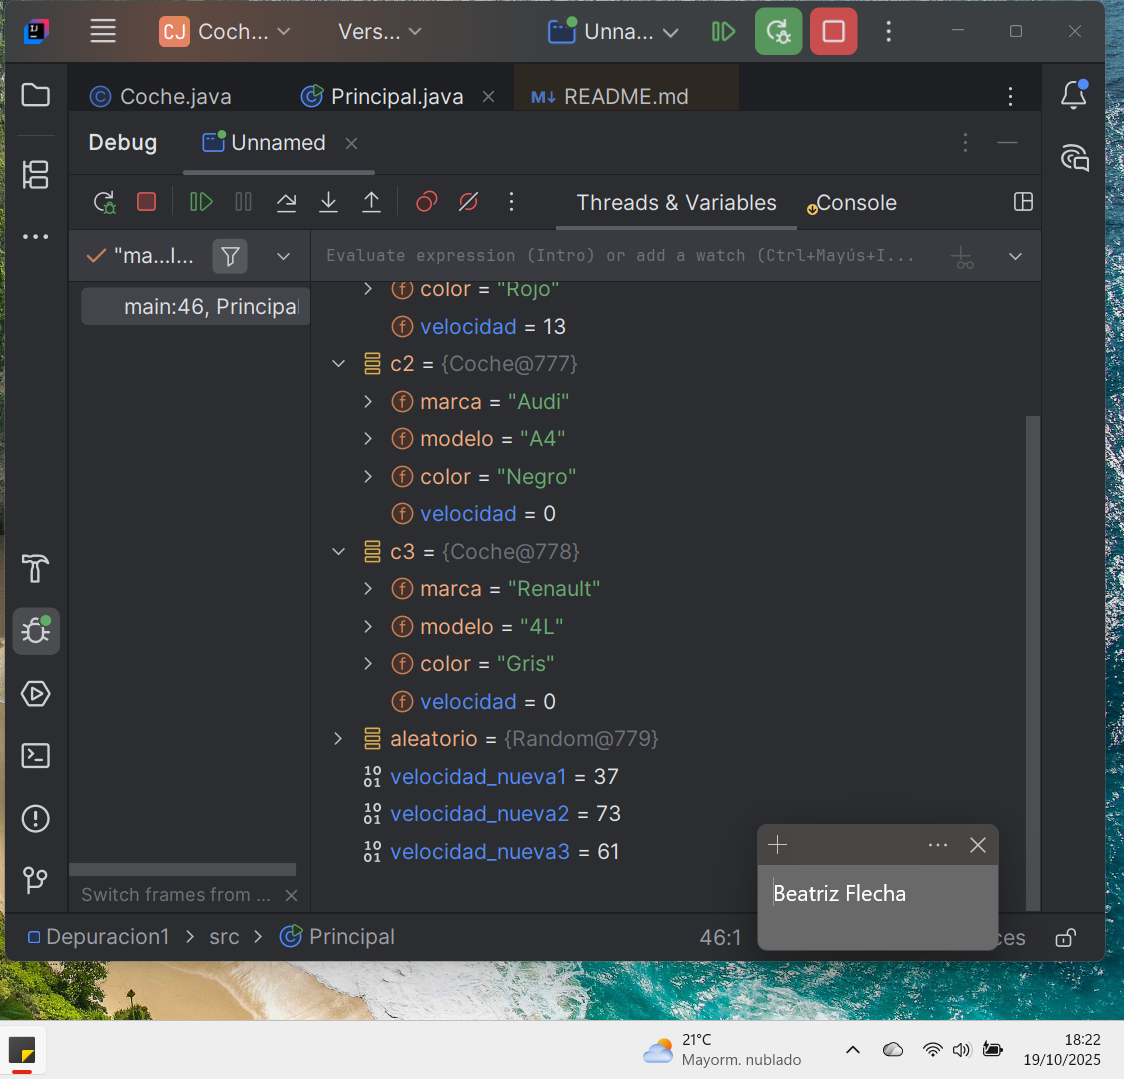 CJ Coch... Vers... Unna...
Coche.java Principal.java README.md
Debug Unnamed
Threads & Variables Console
"ma...I... Evaluate expression (Intro) or add a watch (Ctrl+Mayús+I...
main:46, Principal
color = "Rojo"
velocidad = 13
c2 = {Coche@777}
marca = "Audi"
modelo = "A4"
color = "Negro"
velocidad = 0
c3 = {Coche@778}
marca = "Renault"
modelo = "4L"
color = "Gris"
velocidad = 0
aleatorio = {Random@779}
velocidad_nueva1 = 37
velocidad_nueva2 = 73
velocidad_nueva3 = 61
Beatriz Flecha
Switch frames from ...
Depuracion1 > src > Principal 46:1 ces
21°C
Mayorm. nublado
18:22
19/10/2025